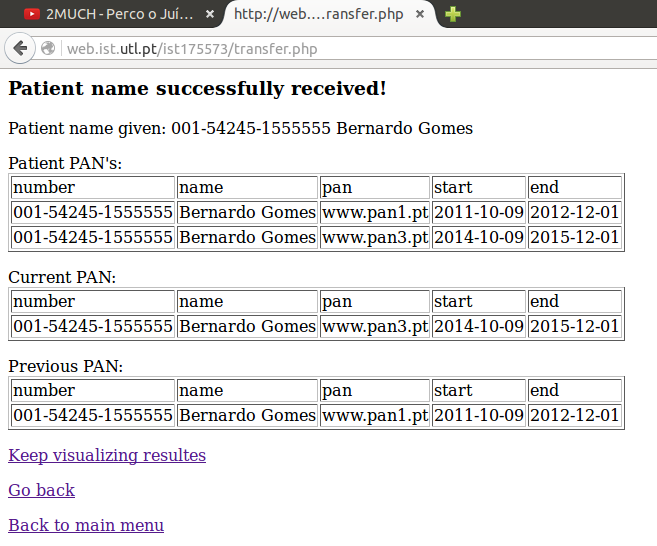 2MUCH - Perco o Juí... http://web....ransfer.php
web.ist.utl.pt/ist175573/transfer.php
Patient name successfully received!
Patient name given: 001-54245-1555555 Bernardo Gomes
Patient PAN's:
number name pan start end
001-54245-1555555 Bernardo Gomes www.pan1.pt 2011-10-09 2012-12-01
001-54245-1555555 Bernardo Gomes www.pan3.pt 2014-10-09 2015-12-01
Current PAN:
number name pan start end
001-54245-1555555 Bernardo Gomes www.pan3.pt 2014-10-09 2015-12-01
Previous PAN:
number name pan start end
001-54245-1555555 Bernardo Gomes www.pan1.pt 2011-10-09 2012-12-01
Keep visualizing resultes
Go back
Back to main menu